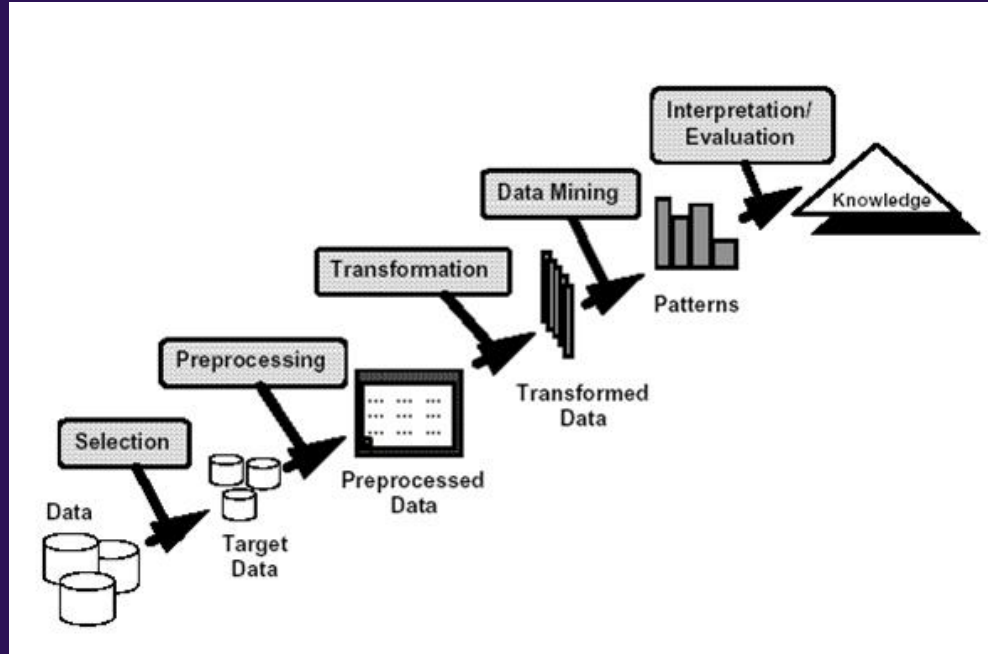 Interpretation/
Evaluation
Knowledge
Data Mining
Patterns
Transformation
Transformed
Data
Preprocessing
Preprocessed
Data
Selection
Target
Data
Data